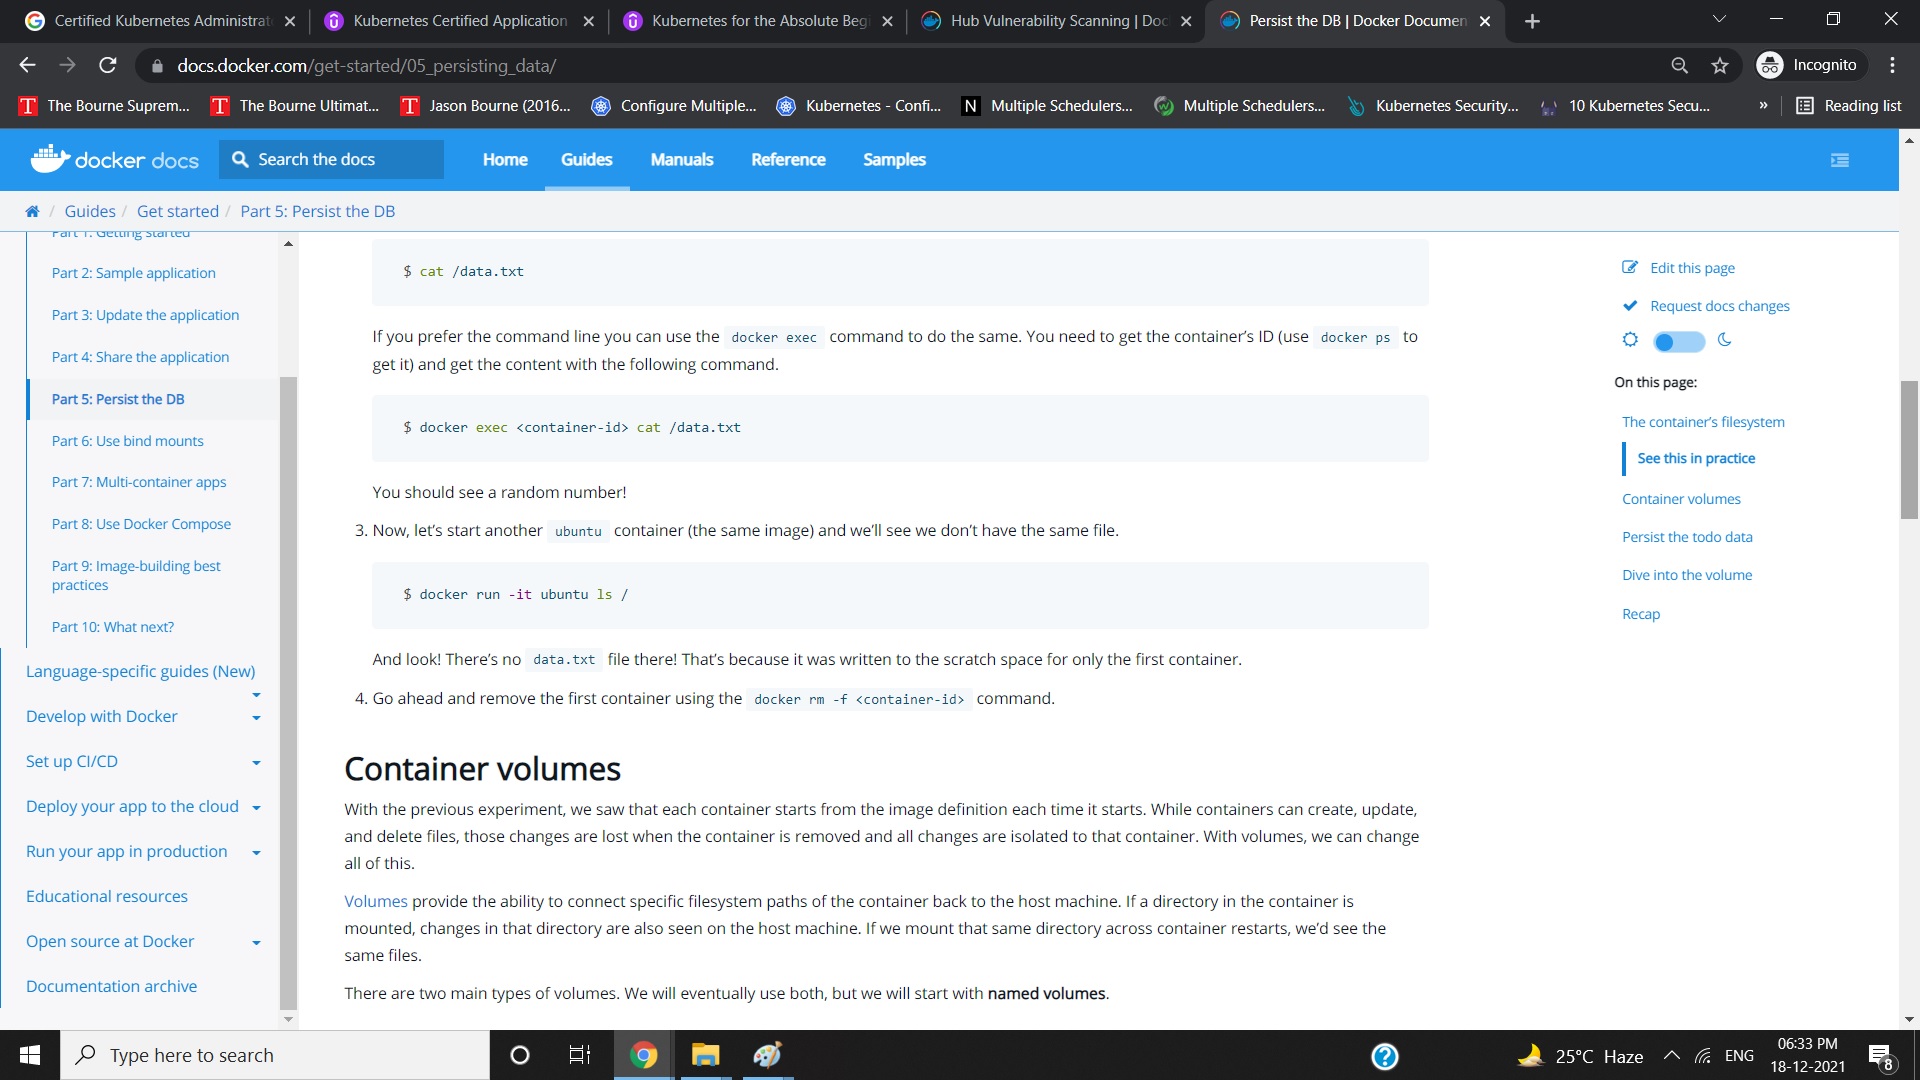 Certified Kubernetes Administrat
Kubernetes Certified Application
Kubernetes for the Absolute Beg
Hub Vulnerability Scanning | Doc
Persist the DB | Docker Documen
docs.docker.com/get-started/05_persisting_data/
Incognito
The Bourne Suprem...
The Bourne Ultimat...
Jason Bourne (2016...
Configure Multiple...
Kubernetes - Confi...
Multiple Schedulers...
Multiple Schedulers...
Kubernetes Security...
10 Kubernetes Secu...
»
Reading list
docker docs
Search the docs
Home
Guides
Manuals
Reference
Samples
/ Guides / Get started / Part 5: Persist the DB
Part 1: Getting started
Part 2: Sample application
Part 3: Update the application
Part 4: Share the application
Part 5: Persist the DB
Part 6: Use bind mounts
Part 7: Multi-container apps
Part 8: Use Docker Compose
Part 9: Image-building best
practices
Part 10: What next?
Language-specific guides (New)
Develop with Docker
Set up CI/CD
Deploy your app to the cloud
Run your app in production
Educational resources
Open source at Docker
Documentation archive
$ cat /data.txt
If you prefer the command line you can use the docker exec command to do the same. You need to get the container's ID (use docker ps to
get it) and get the content with the following command.
$ docker exec <container-id> cat /data.txt
You should see a random number!
3. Now, let's start another ubuntu container (the same image) and we'll see we don't have the same file.
$ docker run -it ubuntu ls /
And look! There's no data.txt file there! That's because it was written to the scratch space for only the first container.
4. Go ahead and remove the first container using the docker rm -f <container-id> command.
Container volumes
With the previous experiment, we saw that each container starts from the image definition each time it starts. While containers can create, update,
and delete files, those changes are lost when the container is removed and all changes are isolated to that container. With volumes, we can change
all of this.
Volumes provide the ability to connect specific filesystem paths of the container back to the host machine. If a directory in the container is
mounted, changes in that directory are also seen on the host machine. If we mount that same directory across container restarts, we'd see the
same files.
There are two main types of volumes. We will eventually use both, but we will start with named volumes.
Edit this page
Request docs changes
On this page:
The container's filesystem
See this in practice
Container volumes
Persist the todo data
Dive into the volume
Recap
Type here to search
25°C Haze
ENG
06:33 PM
18-12-2021
8